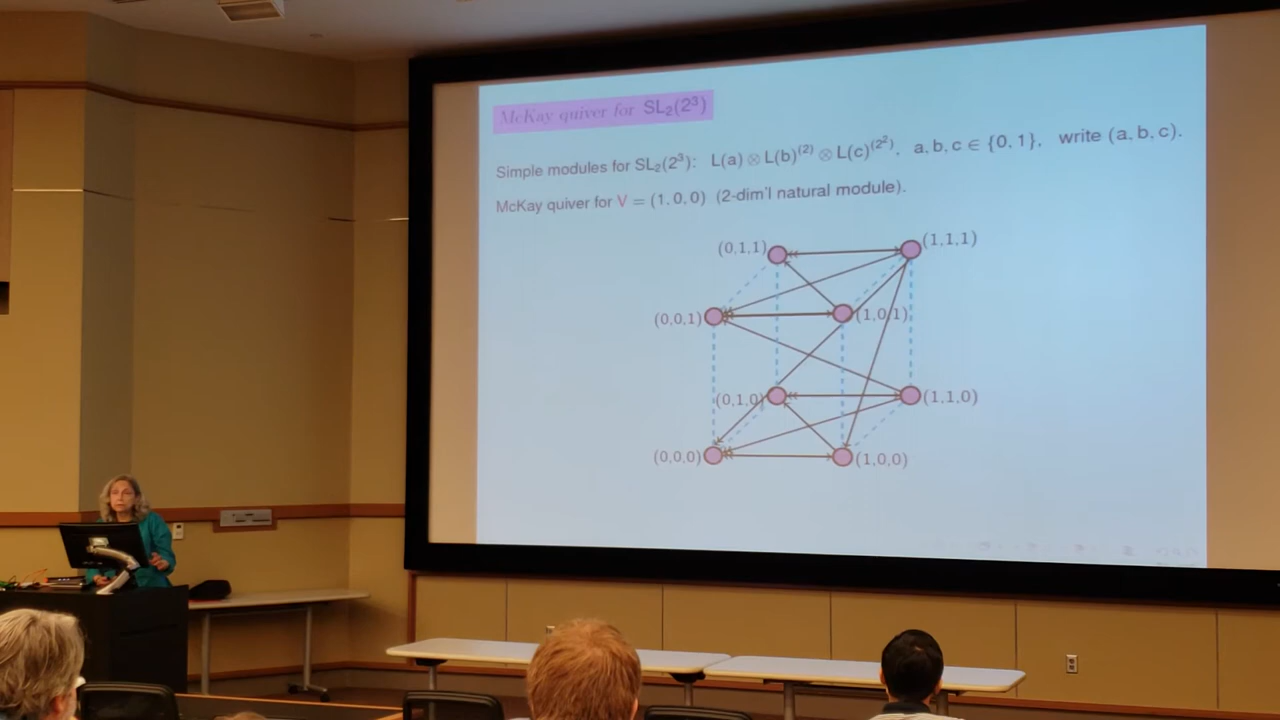 McKay quiver for SL₂(2³)
Simple modules for SL₂(2³): L(a) ⊗ L(b)⁽²⁾ ⊗ L(c)⁽²²⁾, a, b, c ∈ {0, 1}, write (a, b, c).
McKay quiver for V = (1, 0, 0) (2-dim'l natural module).
(0,1,1) (1,1,1)
(0,0,1) (1,0,1)
(0,1,0) (1,1,0)
(0,0,0) (1,0,0)